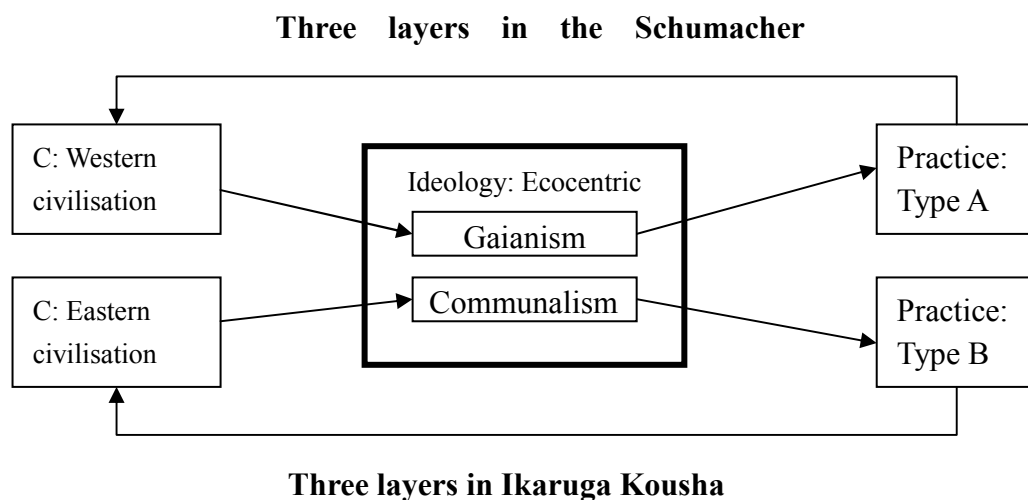 Three layers in the Schumacher
C: Western
civilisation
Ideology: Ecocentric
Gaianism
Practice:
Type A
C: Eastern
civilisation
Communalism
Practice:
Type B
Three layers in Ikaruga Kousha